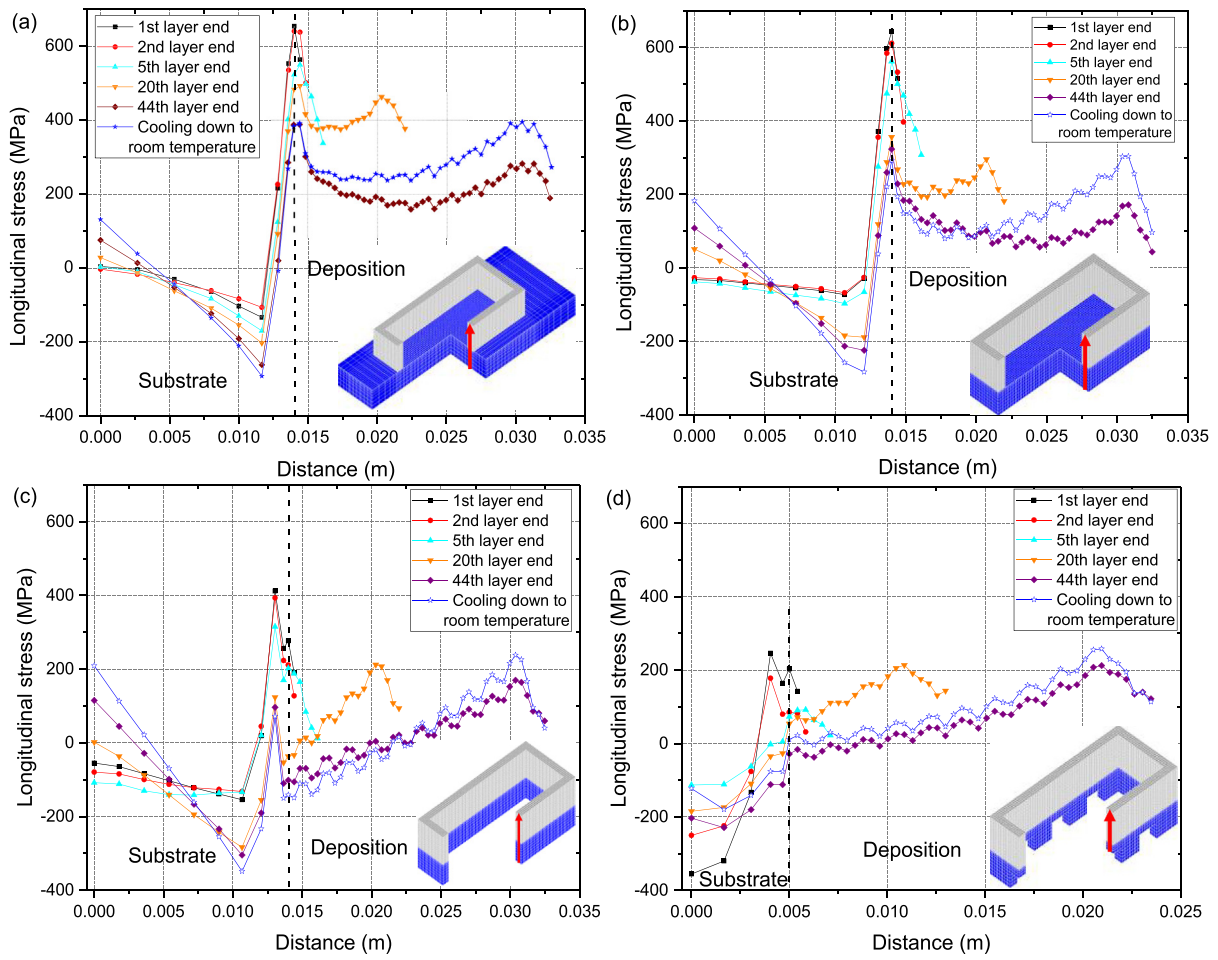 (a)
1st layer end
2nd layer end
5th layer end
20th layer end
44th layer end
Cooling down to
room temperature
600
400
200
0
-200
-400
Longitudinal stress (MPa)
Deposition
Substrate
0.000 0.005 0.010 0.015 0.020 0.025 0.030 0.035
Distance (m)
(b)
1st layer end
2nd layer end
5th layer end
20th layer end
44th layer end
Cooling down to
room temperature
600
400
200
0
-200
-400
Longitudinal stress (MPa)
Deposition
Substrate
0.000 0.005 0.010 0.015 0.020 0.025 0.030 0.035
Distance (m)
(c)
1st layer end
2nd layer end
5th layer end
20th layer end
44th layer end
Cooling down to
room temperature
600
400
200
0
-200
-400
Longitudinal stress (MPa)
Substrate
Deposition
0.000 0.005 0.010 0.015 0.020 0.025 0.030 0.035
Distance (m)
(d)
1st layer end
2nd layer end
5th layer end
20th layer end
44th layer end
Cooling down to
room temperature
600
400
200
0
-200
-400
Longitudinal stress (MPa)
Substrate
Deposition
0.000 0.005 0.010 0.015 0.020 0.025
Distance (m)